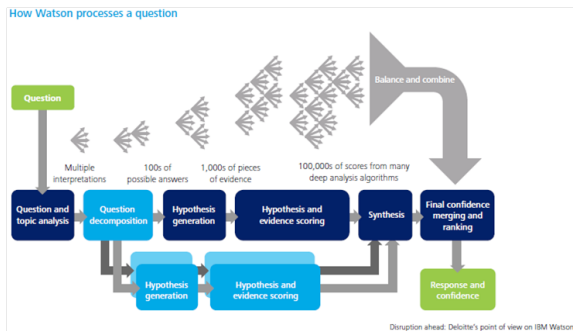 How Watson processes a question
Question
Balance and combine
Multiple
interpretations
100s of
possible answers
1,000s of pieces
of evidence
100,000s of scores from many
deep analysis algorithms
Question and
topic analysis
Question
decomposition
Hypothesis
generation
Hypothesis and
evidence scoring
Synthesis
Final confidence
merging and
ranking
Hypothesis
generation
Hypothesis and
evidence scoring
Response and
confidence
Disruption ahead: Deloitte's point of view on IBM Watson